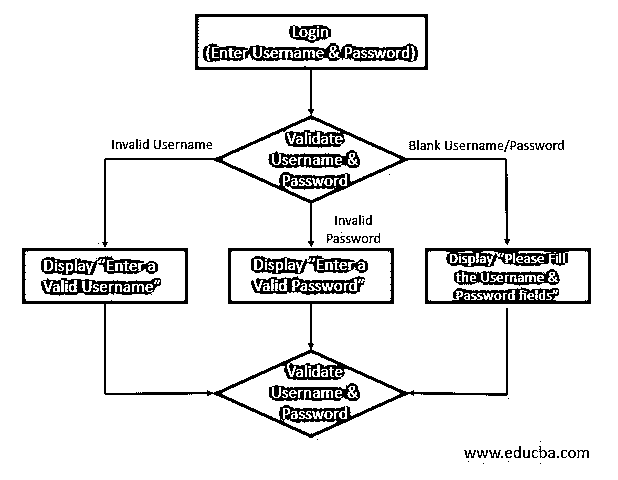 Login
(Enter Username & Password)
Validate
Username &
Password
Invalid Username
Blank Username/Password
Invalid
Password
Display "Enter a
Valid Username"
Display "Enter a
Valid Password"
Display "Please Fill
the Username &
Password fields"
Validate
Username &
Password
www.educba.com